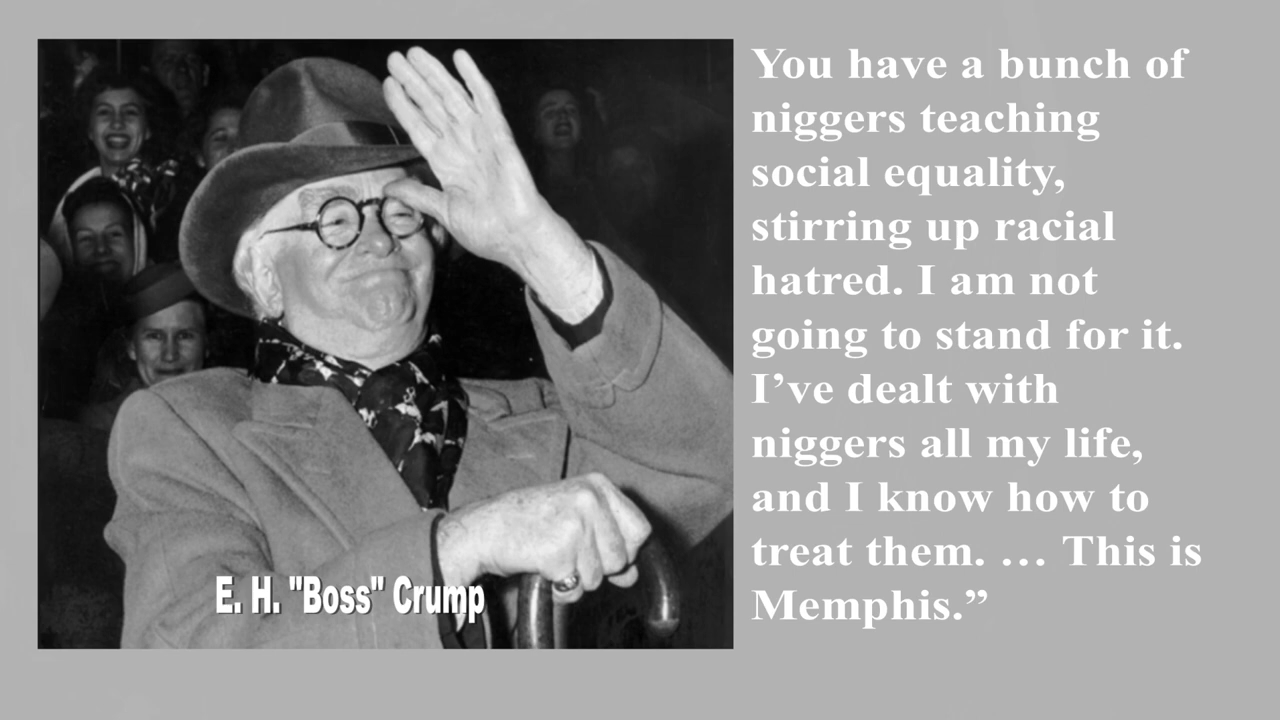 You have a bunch of
niggers teaching
social equality,
stirring up racial
hatred. I am not
going to stand for it.
I’ve dealt with
niggers all my life,
and I know how to
treat them. … This is
Memphis.”
E. H. "Boss" Crump